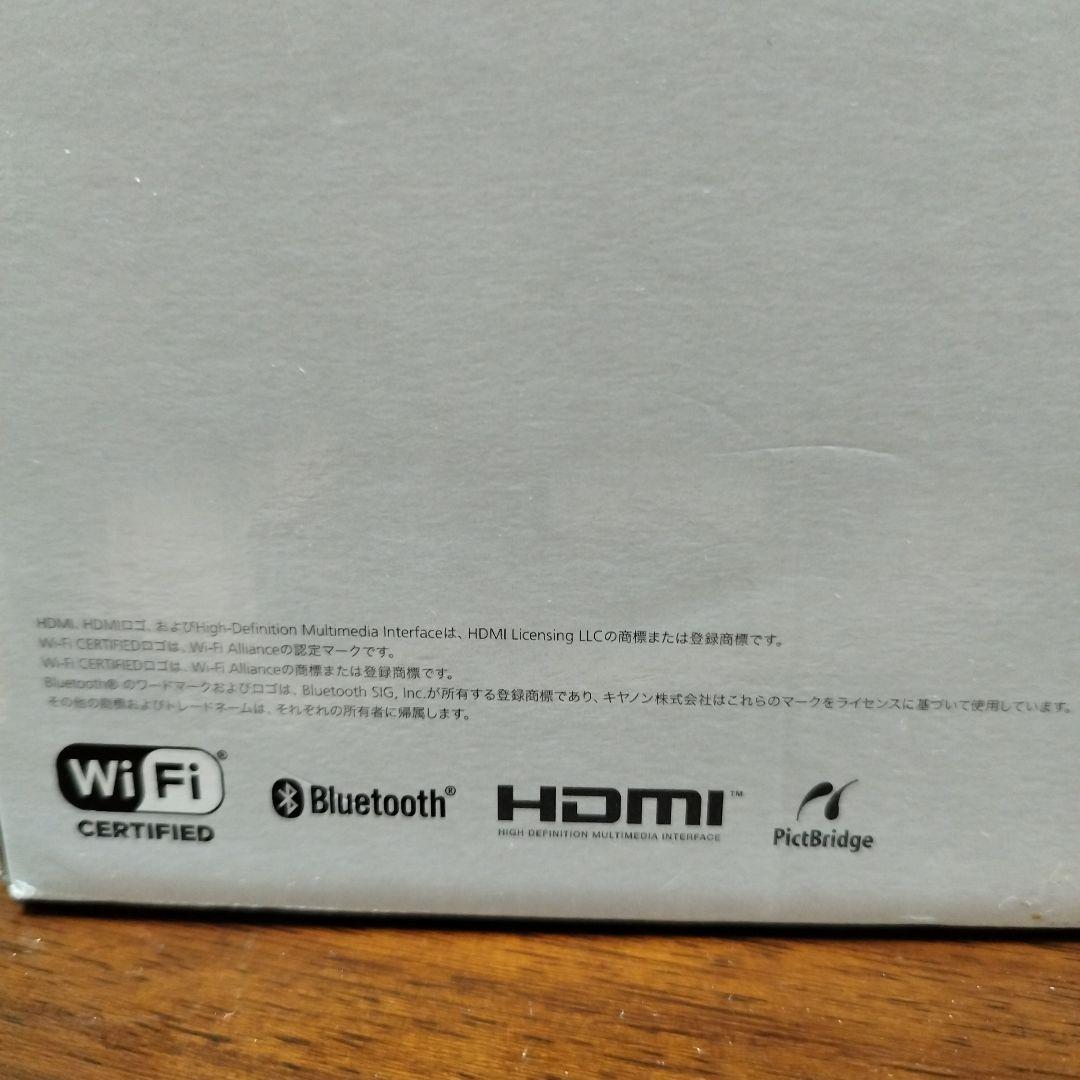 HDMI、HDMIロゴ、およびHigh-Definition Multimedia Interfaceは、HDMI Licensing LLCの商標または登録商標です。
Wi-Fi CERTIFIEDロゴは、Wi-Fi Allianceの認定マークです。
Wi-Fi CERTIFIEDロゴは、Wi-Fi Allianceの商標または登録商標です。
Bluetooth® のワードマークおよびロゴは、Bluetooth SIG, Inc.が所有する登録商標であり、キヤノン株式会社はこれらのマークをライセンスに基づいて使用しています。
その他の商標およびトレードネームは、それぞれの所有者に帰属します。
Wi Fi® CERTIFIED
Bluetooth®
HDMI™
HIGH DEFINITION MULTIMEDIA INTERFACE
PictBridge